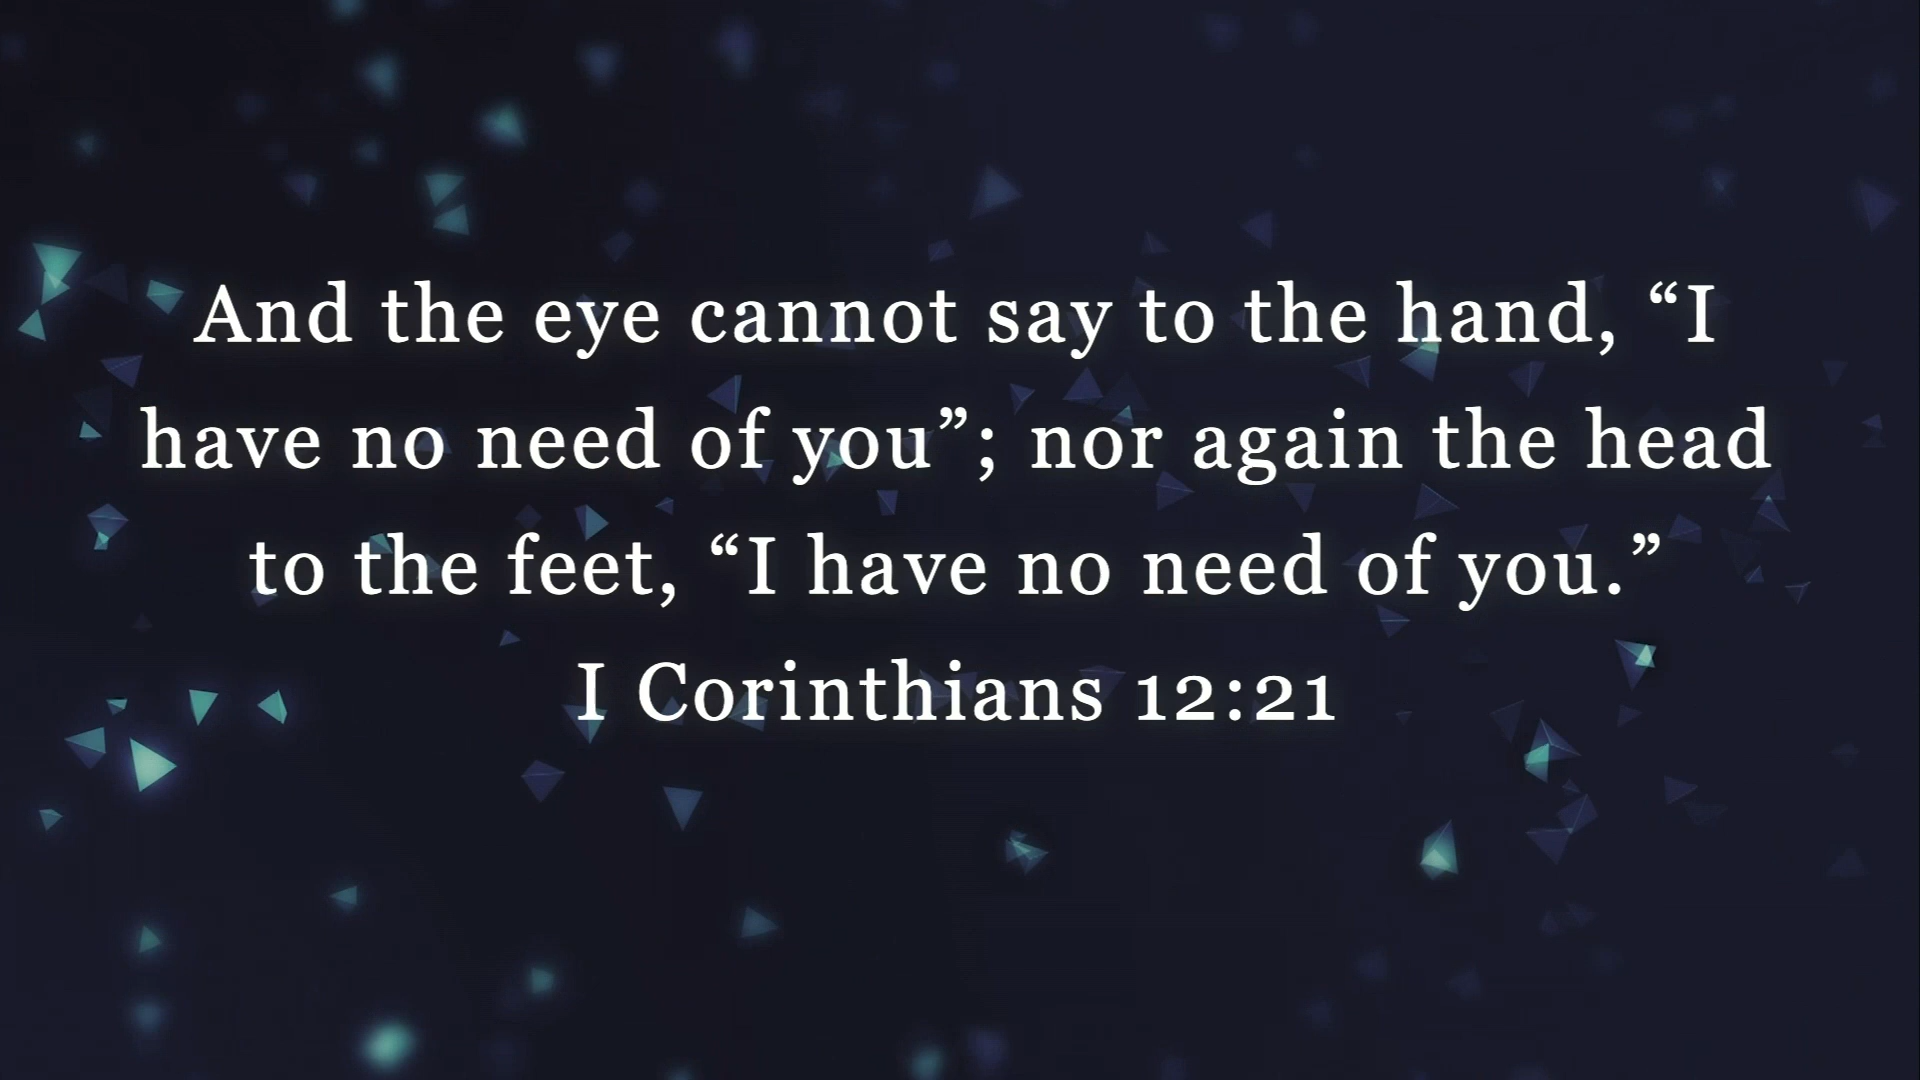 And the eye cannot say to the hand, “I
have no need of you”; nor again the head
to the feet, “I have no need of you.”
I Corinthians 12:21